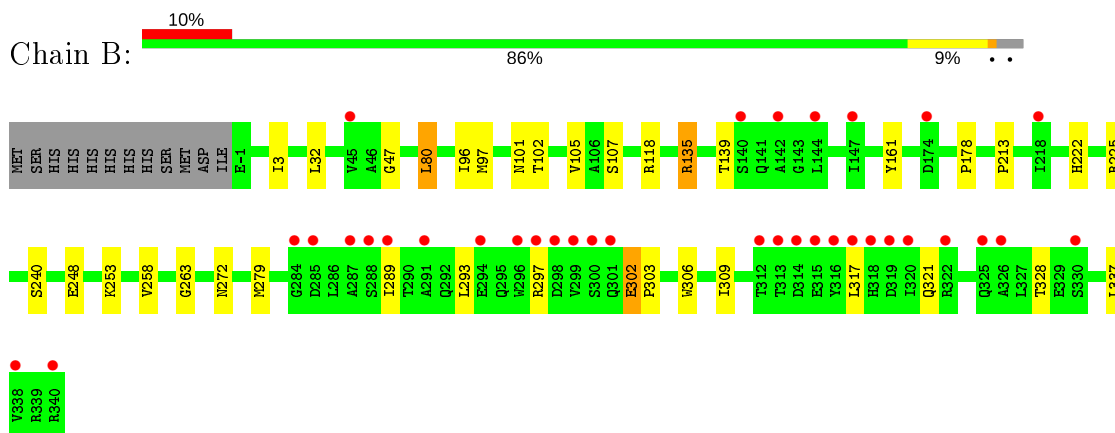 10%
Chain B:
86%
9%
• •
MET SER HIS HIS HIS HIS HIS HIS SER MET ASP ILE E-1 I3 L32 V45 A46 G47 L80 I96 M97 N101 T102 V105 A106 S107 R118 R135 T139 S140 Q141 A142 G143 L144 I147 Y161 D174 P178 P213 I218 H222
S240 E248 K253 V258 G263 N272 M279 G284 D285 L286 A287 S288 I289 T290 A291 Q292 L293 E294 Q295 W296 R297 D298 V299 S300 Q301 E302 P303 W306 I309 T312 T313 D314 E315 Y316 L317 H318 D319 I320 Q321 R322 Q325 A326 L327 T328 E329 S330 L337
V338 R339 R340